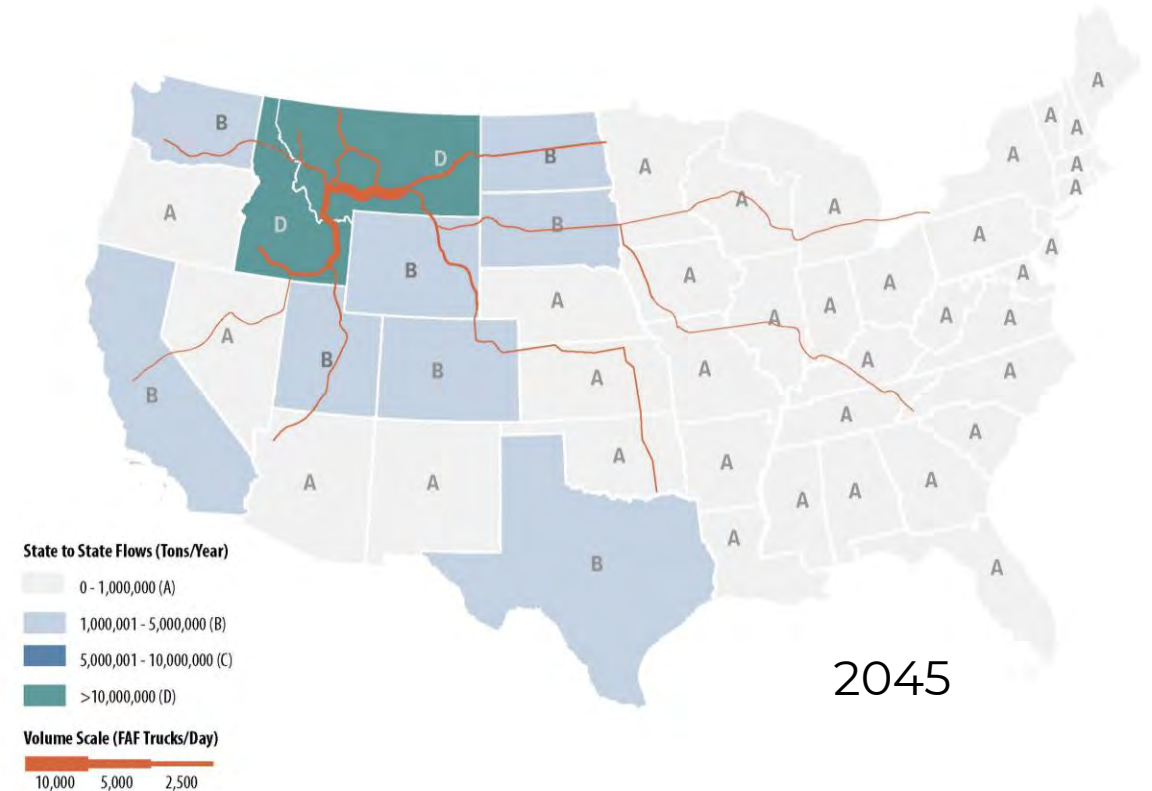 A
B
A
A
D
B
A
A
A
A
A
D
B
A
A
B
A
A
A
A
B
A
A
A
A
A
A
A
B
B
A
A
A
A
B
A
A
A
A
A
A
A
A
A
A
A
A
B
A
State to State Flows (Tons/Year)
0 - 1,000,000 (A)
1,000,001 - 5,000,000 (B)
5,000,001 - 10,000,000 (C)
>10,000,000 (D)
2045
Volume Scale (FAF Trucks/Day)
10,000 5,000 2,500